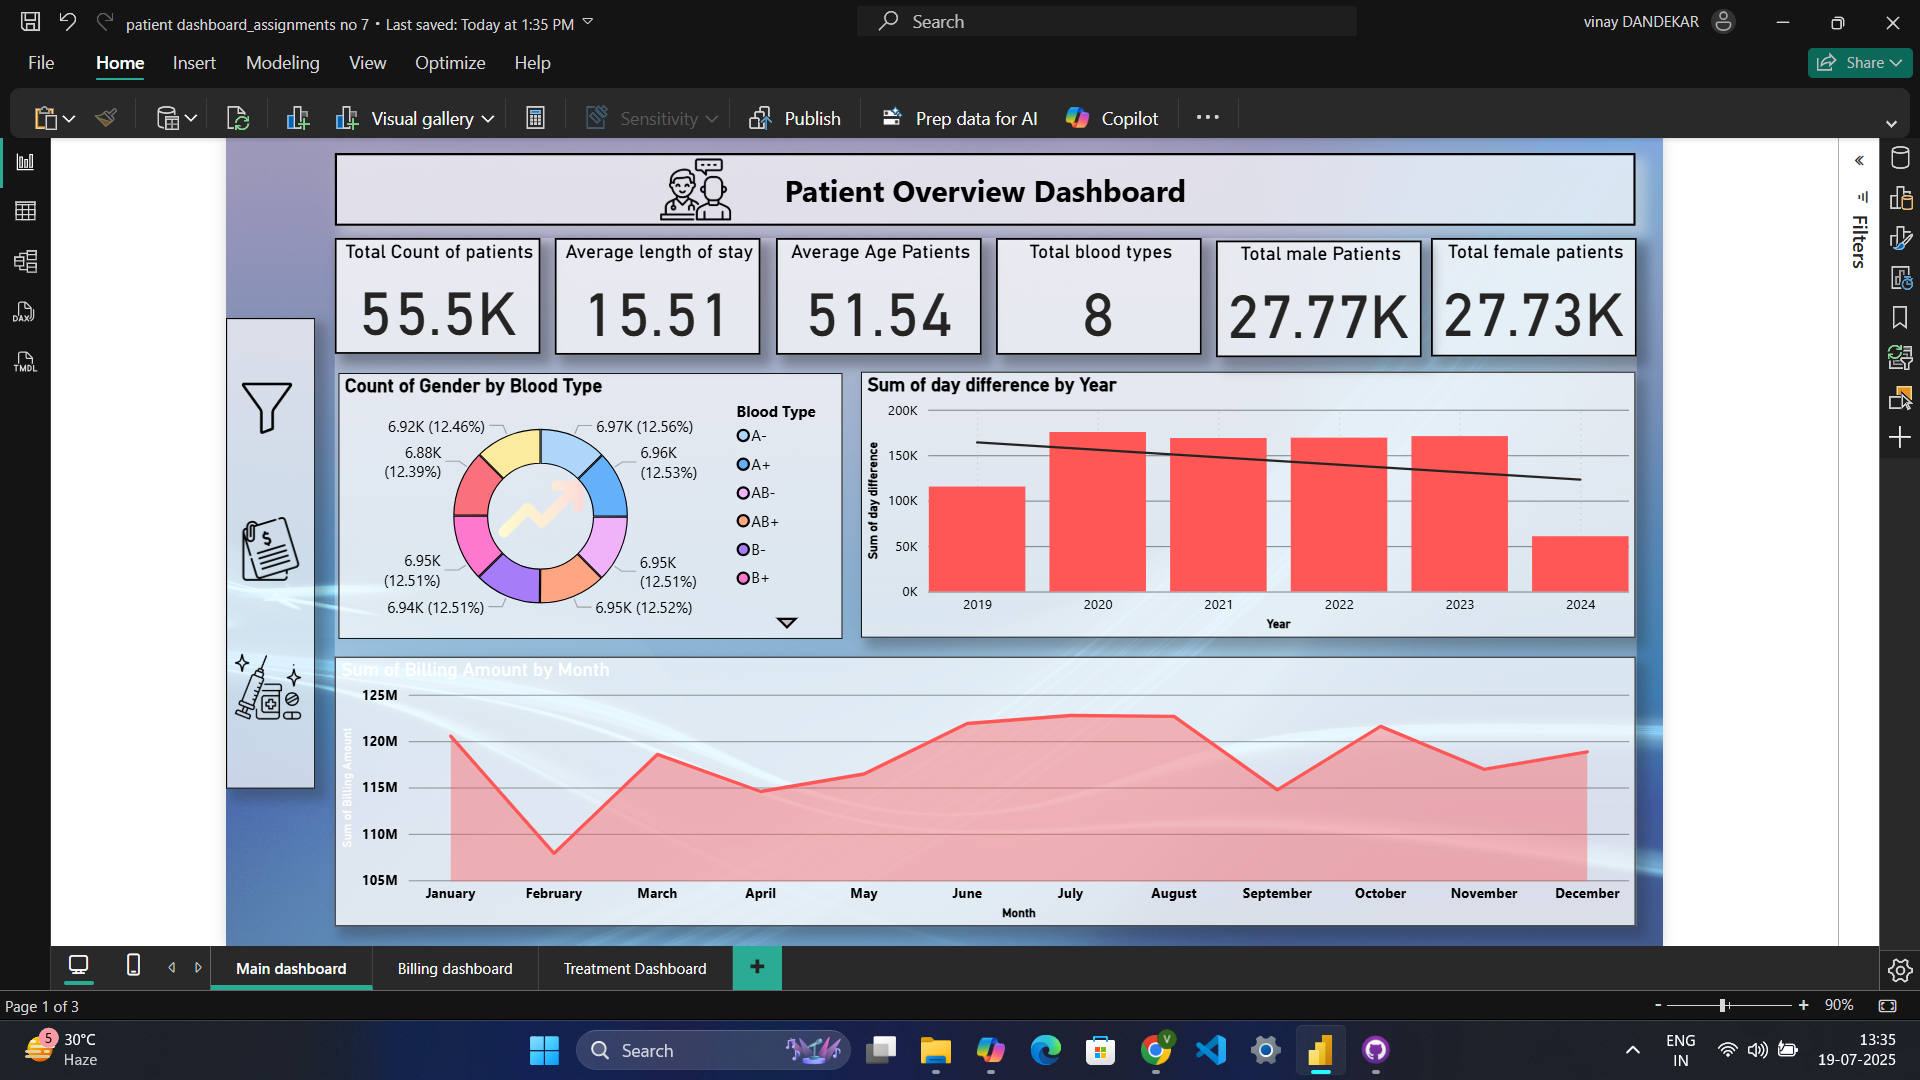 patient dashboard_assignments no 7 • Last saved: Today at 1:35 PM
Search
vinay DANDEKAR
File Home Insert Modeling View Optimize Help
Share
Visual gallery
Sensitivity
Publish
Prep data for AI
Copilot
DAX
TMDL
Filters
Patient Overview Dashboard
Total Count of patients
55.5K
Average length of stay
15.51
Average Age Patients
51.54
Total blood types
8
Total male Patients
27.77K
Total female patients
27.73K
Count of Gender by Blood Type
6.92K (12.46%)
6.97K (12.56%)
6.88K
(12.39%)
6.96K
(12.53%)
6.95K
(12.51%)
6.95K
(12.51%)
6.94K (12.51%)
6.95K (12.52%)
Blood Type
A-
A+
AB-
AB+
B-
B+
Sum of day difference by Year
Sum of day difference
200K
150K
100K
50K
0K
2019 2020 2021 2022 2023 2024
Year
Sum of Billing Amount by Month
Sum of Billing Amount
125M
120M
115M
110M
105M
January February March April May June July August September October November December
Month
Main dashboard
Billing dashboard
Treatment Dashboard
Page 1 of 3
- + 90%
5
30°C
Haze
Search
V
ENG
IN
13:35
19-07-2025